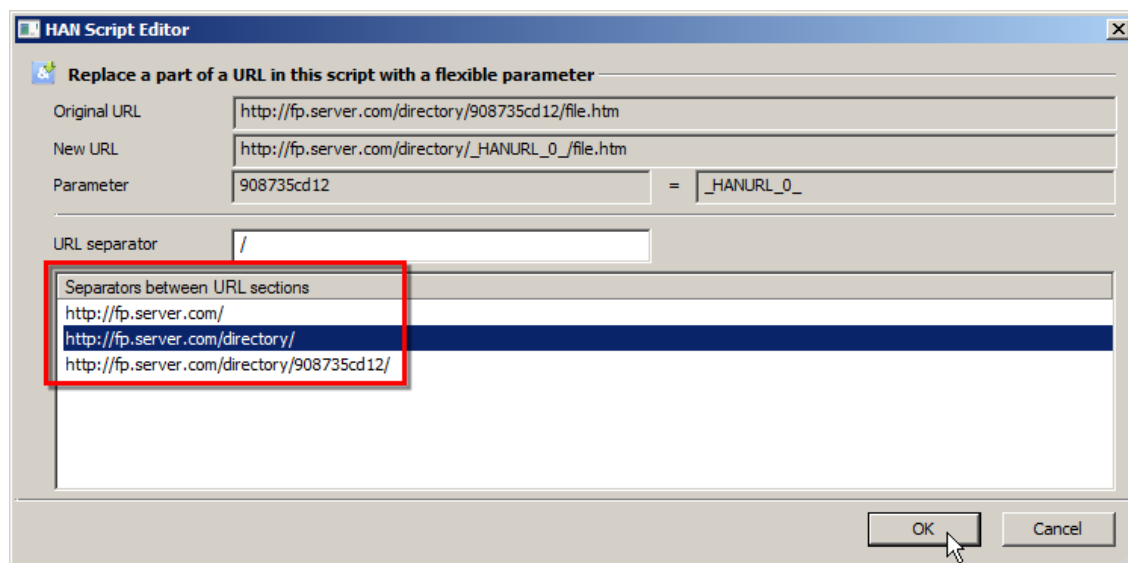 HAN Script Editor
Replace a part of a URL in this script with a flexible parameter
Original URL http://fp.server.com/directory/908735cd12/file.htm
New URL http://fp.server.com/directory/_HANURL_0_/file.htm
Parameter 908735cd12 = _HANURL_0_
URL separator /
Separators between URL sections
http://fp.server.com/
http://fp.server.com/directory/
http://fp.server.com/directory/908735cd12/
OK Cancel